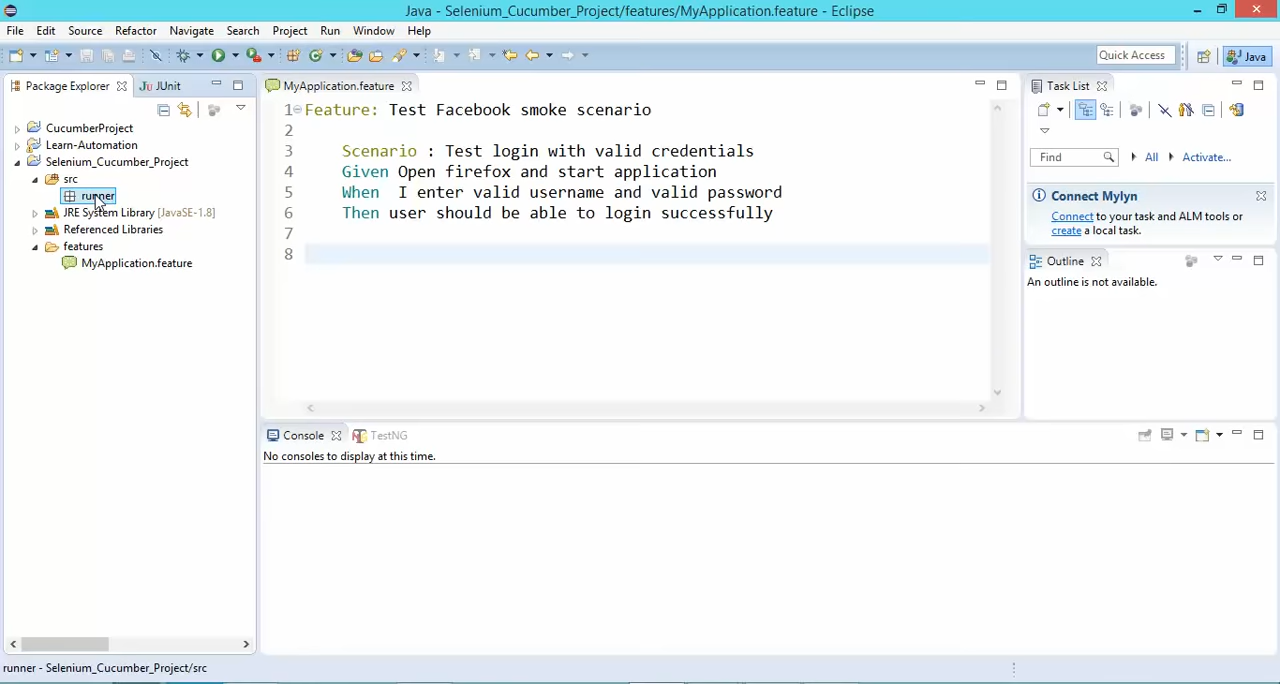 Java - Selenium_Cucumber_Project/features/MyApplication.feature - Eclipse
File Edit Source Refactor Navigate Search Project Run Window Help
Quick Access
Java
Package Explorer
JUnit
CucumberProject
Learn-Automation
Selenium_Cucumber_Project
src
runner
JRE System Library [JavaSE-1.8]
Referenced Libraries
features
MyApplication.feature
MyApplication.feature
1 Feature: Test Facebook smoke scenario
2
3 Scenario : Test login with valid credentials
4 Given Open firefox and start application
5 When I enter valid username and valid password
6 Then user should be able to login successfully
7
8
Task List
Find
All
Activate...
Connect Mylyn
Connect to your task and ALM tools or
create a local task.
Outline
An outline is not available.
Console
TestNG
No consoles to display at this time.
runner - Selenium_Cucumber_Project/src